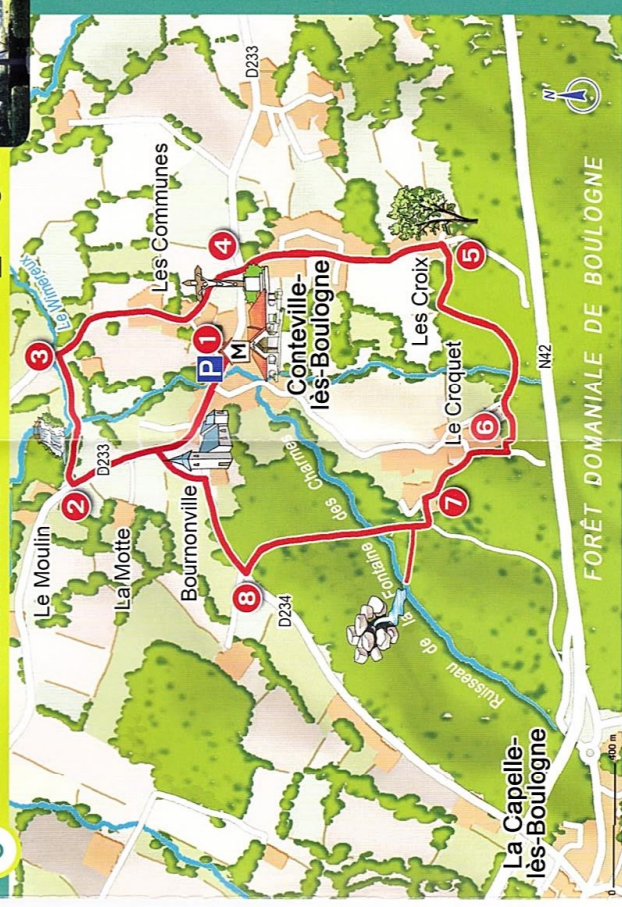 Le Wimereux
3
Les Communes
D233
4
D233
2
Le Moulin
La Motte
P
1
M
Conteville-
lès-Boulogne
Bournonville
8
D234
Les Croix
5
Le Croquet
6
7
Ruisseau de la Fontaine des Charme
N42
N
FORÊT DOMANIALE DE BOULOGNE
La Capelle-
lès-Boulogne
0 400 m